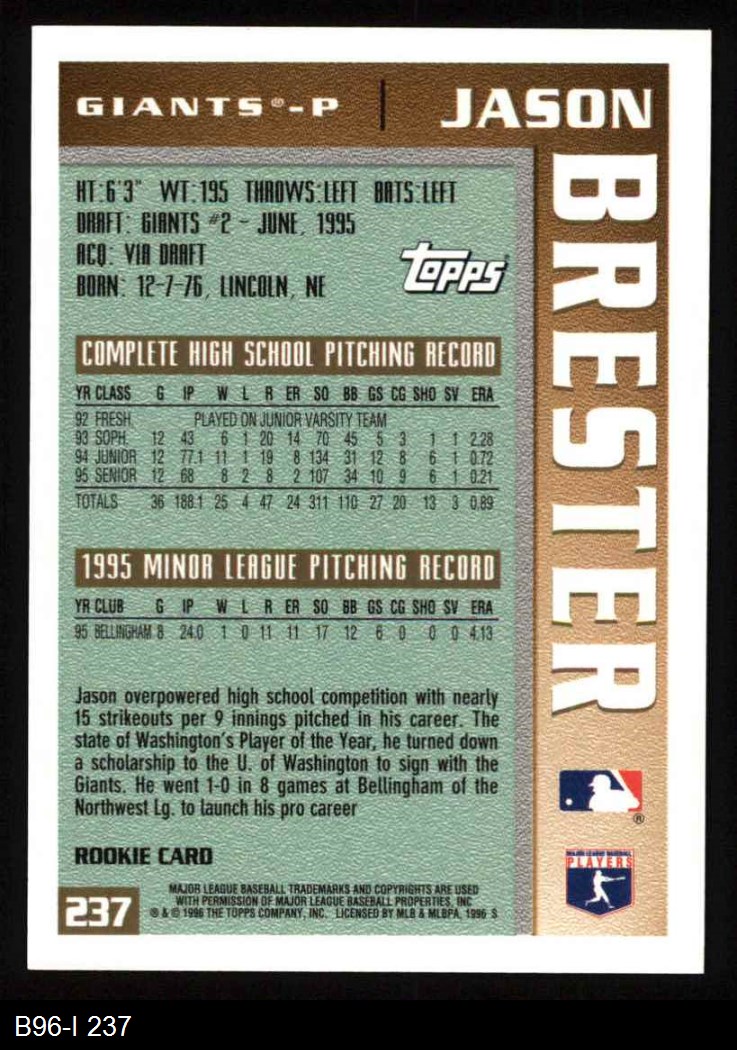 GIANTS®-P
JASON
BRESTER
HT:6'3" WT:195 THROWS:LEFT BATS:LEFT
DRAFT: GIANTS #2 - JUNE, 1995
ACQ: VIA DRAFT
BORN: 12-7-76, LINCOLN, NE
Topps
COMPLETE HIGH SCHOOL PITCHING RECORD
YR CLASS G IP W L R ER SO BB GS CG SHO SV ERA
92 FRESH. PLAYED ON JUNIOR VARSITY TEAM
93 SOPH. 12 43 6 1 20 14 70 45 5 3 1 1 2.28
94 JUNIOR 12 77.1 11 1 19 8 134 31 12 8 6 1 0.72
95 SENIOR 12 68 8 2 8 2 107 34 10 9 6 1 0.21
TOTALS 36 188.1 25 4 47 24 311 110 27 20 13 3 0.89
1995 MINOR LEAGUE PITCHING RECORD
YR CLUB G IP W L R ER SO BB GS CG SHO SV ERA
95 BELLINGHAM 8 24.0 1 0 11 11 17 12 6 0 0 0 4.13
Jason overpowered high school competition with nearly
15 strikeouts per 9 innings pitched in his career. The
state of Washington's Player of the Year, he turned down
a scholarship to the U. of Washington to sign with the
Giants. He went 1-0 in 8 games at Bellingham of the
Northwest Lg. to launch his pro career
ROOKIE CARD
237
MAJOR LEAGUE BASEBALL TRADEMARKS AND COPYRIGHTS ARE USED
WITH PERMISSION OF MAJOR LEAGUE BASEBALL PROPERTIES, INC
® & © 1996 THE TOPPS COMPANY, INC. LICENSED BY MLB & MLBPA, 1996 S
®
MAJOR LEAGUE BASEBALL
PLAYERS
B96-I 237